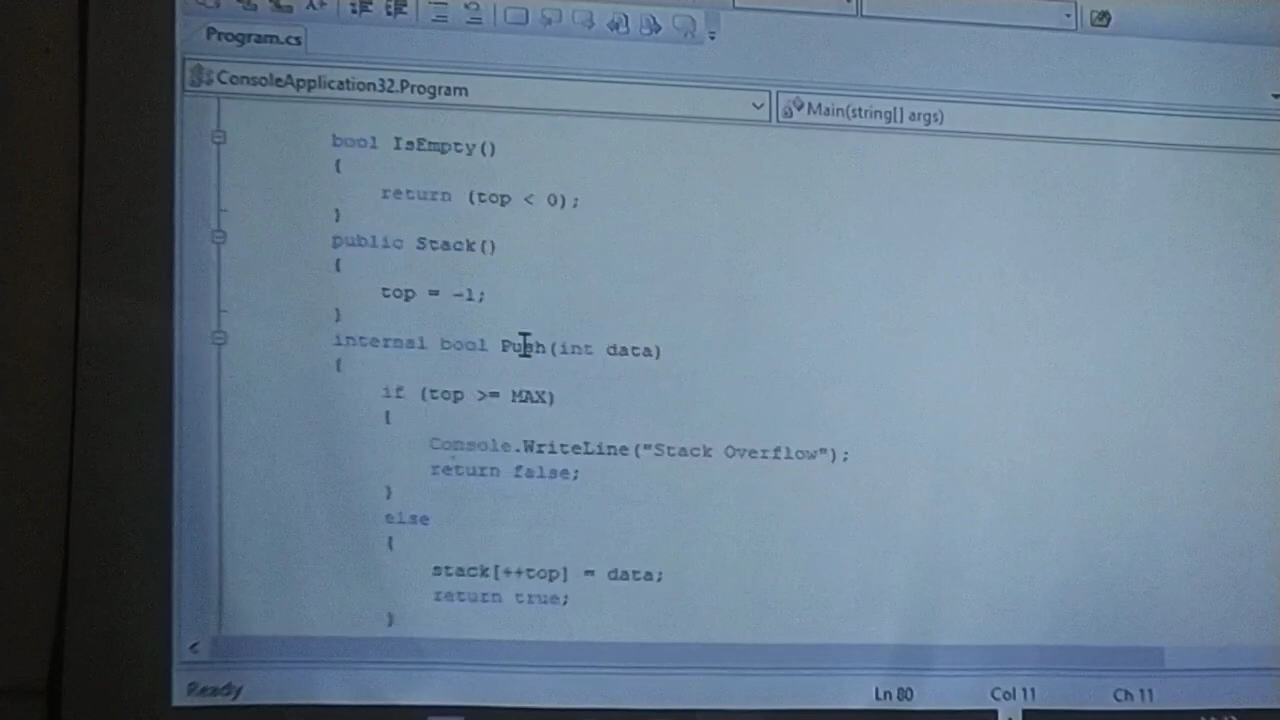 Program.cs
ConsoleApplication32.Program
Main(string[] args)
bool IsEmpty()
{
return (top < 0);
}
public Stack()
{
top = -1;
}
internal bool Push(int data)
{
if (top >= MAX)
{
Console.WriteLine("Stack Overflow");
return false;
}
else
{
stack[++top] = data;
return true;
}
Ready
Ln 80
Col 11
Ch 11